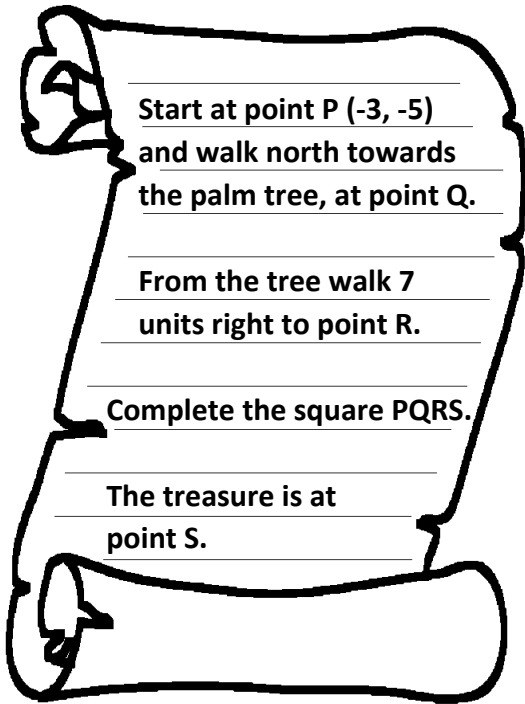 Start at point P (-3, -5)
and walk north towards
the palm tree, at point Q.
From the tree walk 7
units right to point R.
Complete the square PQRS.
The treasure is at
point S.